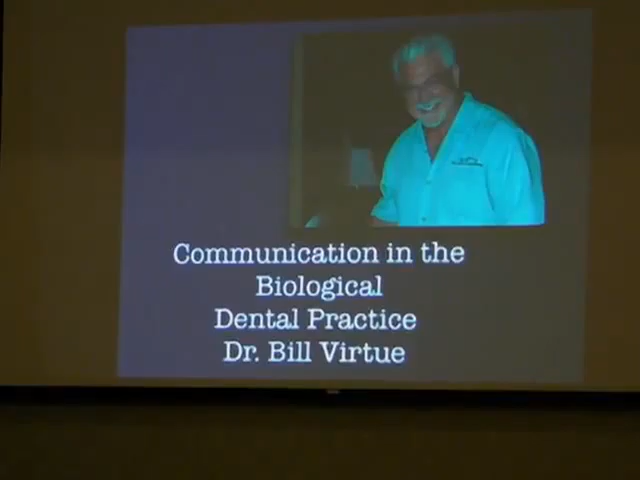 Communication in the
Biological
Dental Practice
Dr. Bill Virtue